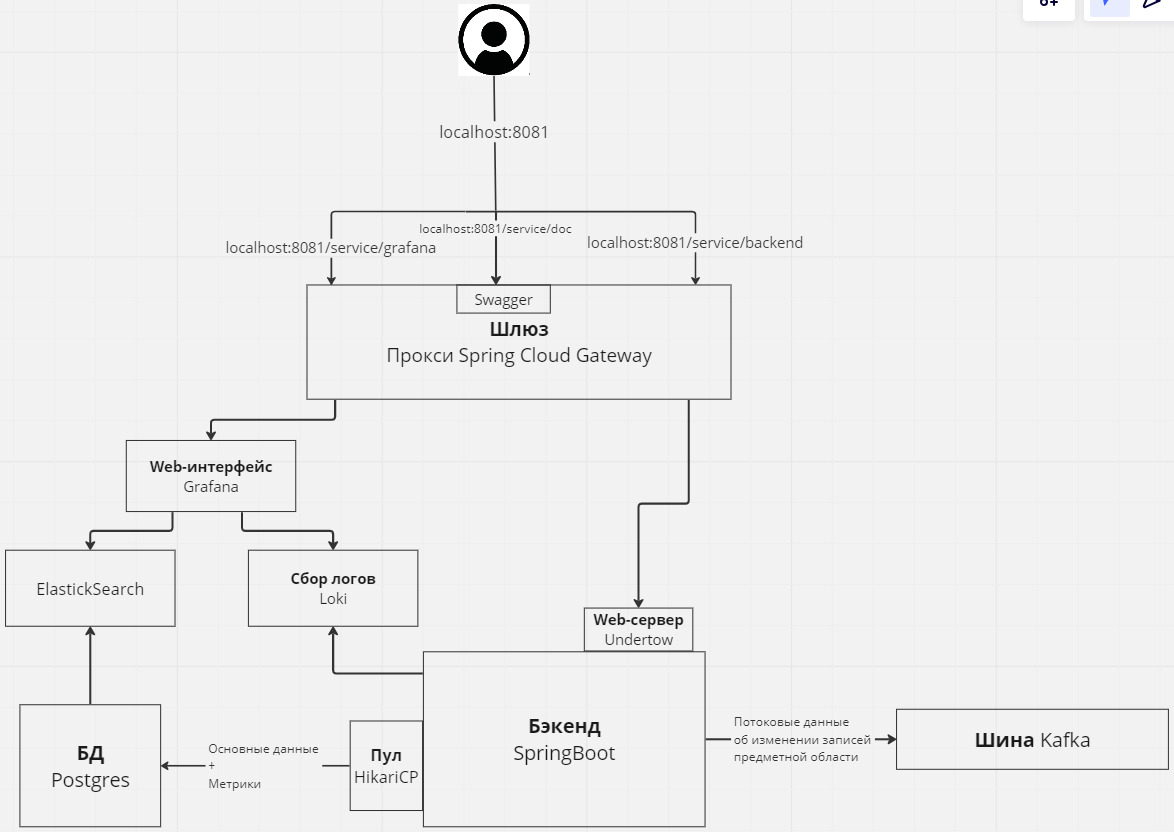 localhost:8081
localhost:8081/service/doc
localhost:8081/service/grafana
localhost:8081/service/backend
Swagger
Шлюз
Прокси Spring Cloud Gateway
Web-интерфейс
Grafana
ElastickSearch
Сбор логов
Loki
Web-сервер
Undertow
Бэкенд
SpringBoot
Пул
HikariCP
Основные данные
+
Метрики
БД
Postgres
Потоковые данные
об изменении записей
предметной области
Шина Kafka